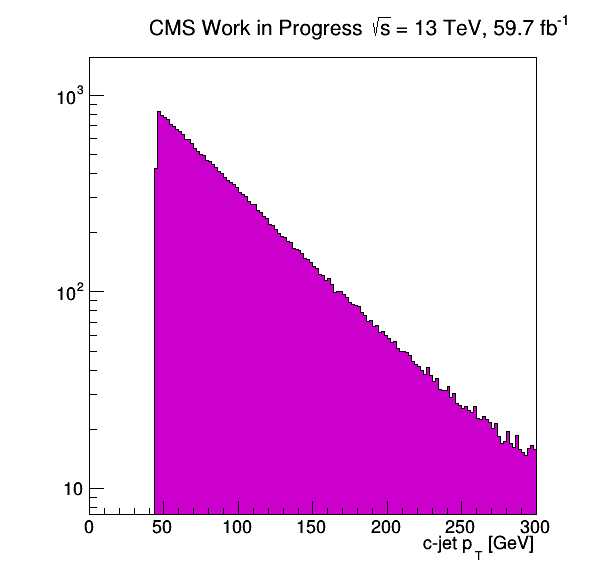 CMS Work in Progress √s = 13 TeV, 59.7 fb⁻¹
10³
10²
10
0 50 100 150 200 250 300
c-jet p_T [GeV]